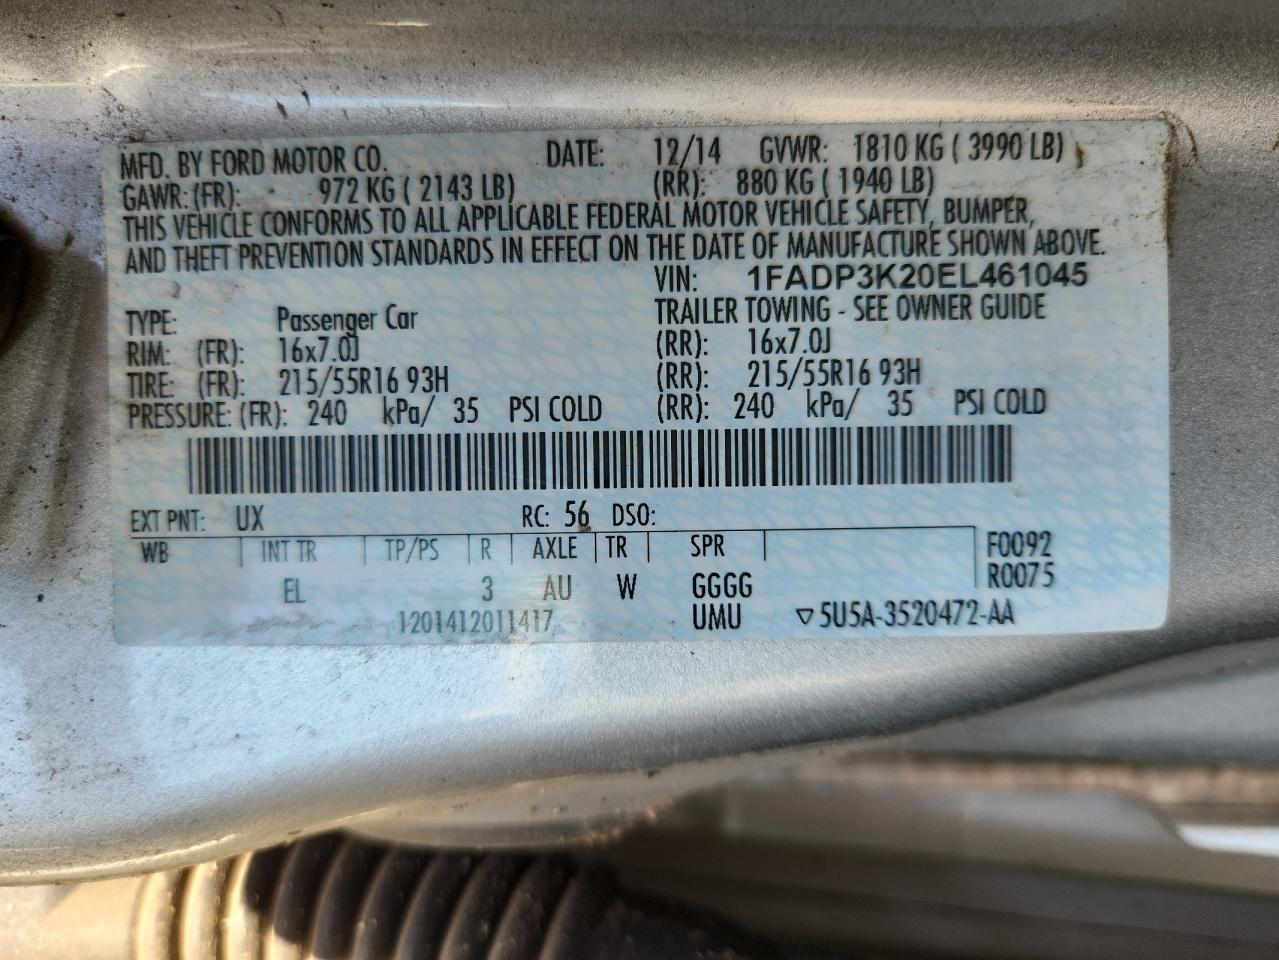 MFD. BY FORD MOTOR CO. DATE: 12/14 GVWR: 1810 KG ( 3990 LB)
GAWR: (FR): 972 KG ( 2143 LB) (RR): 880 KG ( 1940 LB)
THIS VEHICLE CONFORMS TO ALL APPLICABLE FEDERAL MOTOR VEHICLE SAFETY, BUMPER,
AND THEFT PREVENTION STANDARDS IN EFFECT ON THE DATE OF MANUFACTURE SHOWN ABOVE.
VIN: 1FADP3K20EL461045
TYPE: Passenger Car TRAILER TOWING - SEE OWNER GUIDE
RIM: (FR): 16x7.0J (RR): 16x7.0J
TIRE: (FR): 215/55R16 93H (RR): 215/55R16 93H
PRESSURE: (FR): 240 kPa/ 35 PSI COLD (RR): 240 kPa/ 35 PSI COLD
EXT PNT: UX RC: 56 DSO:
WB INT TR TP/PS R AXLE TR SPR F0092
EL 3 AU W GGGG R0075
1201412011417 UMU ▽5U5A-3520472-AA